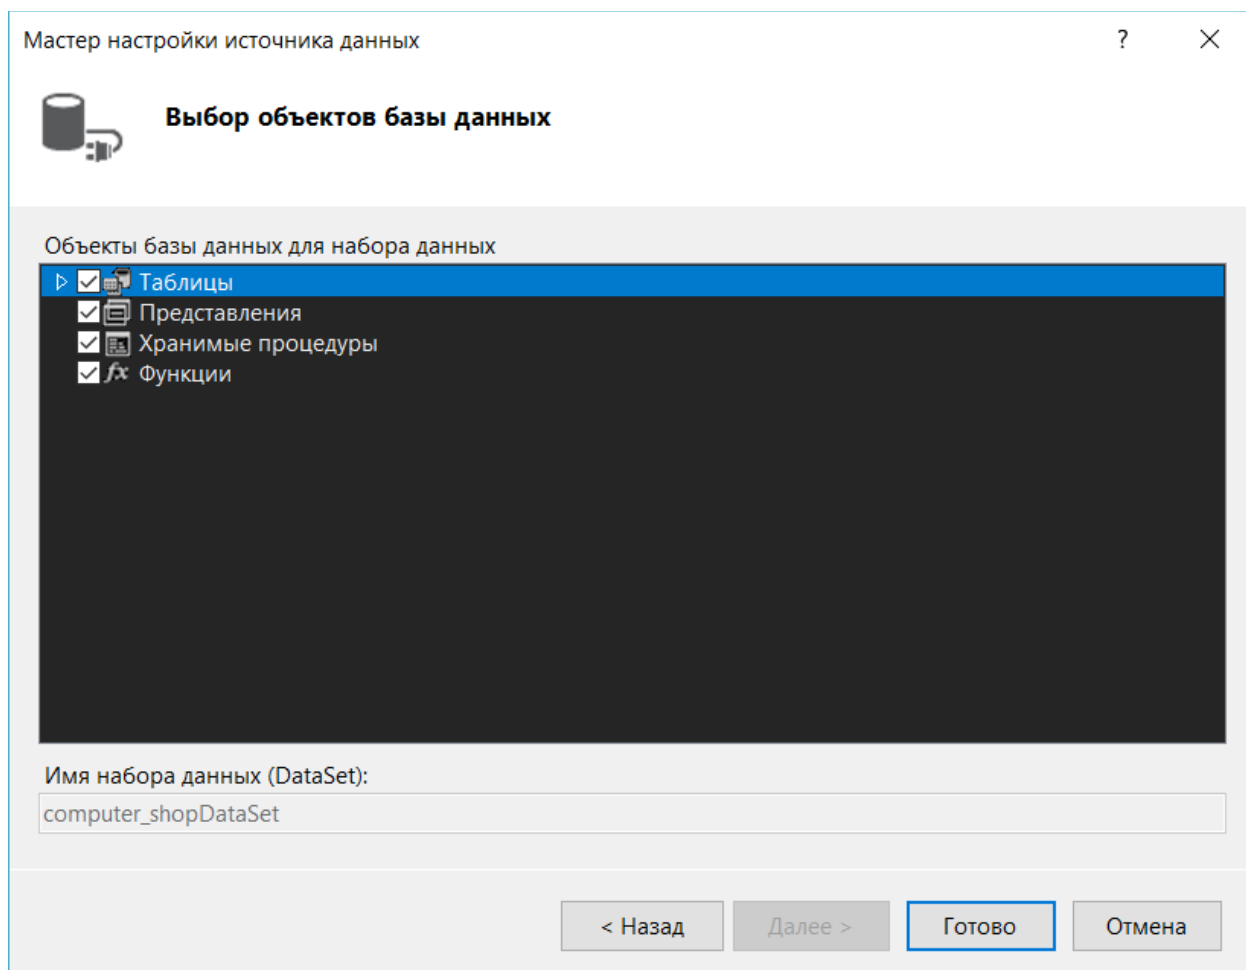 Мастер настройки источника данных
?
Выбор объектов базы данных
Объекты базы данных для набора данных
Таблицы
Представления
Хранимые процедуры
fx Функции
Имя набора данных (DataSet):
computer_shopDataSet
< Назад Далее > Готово Отмена